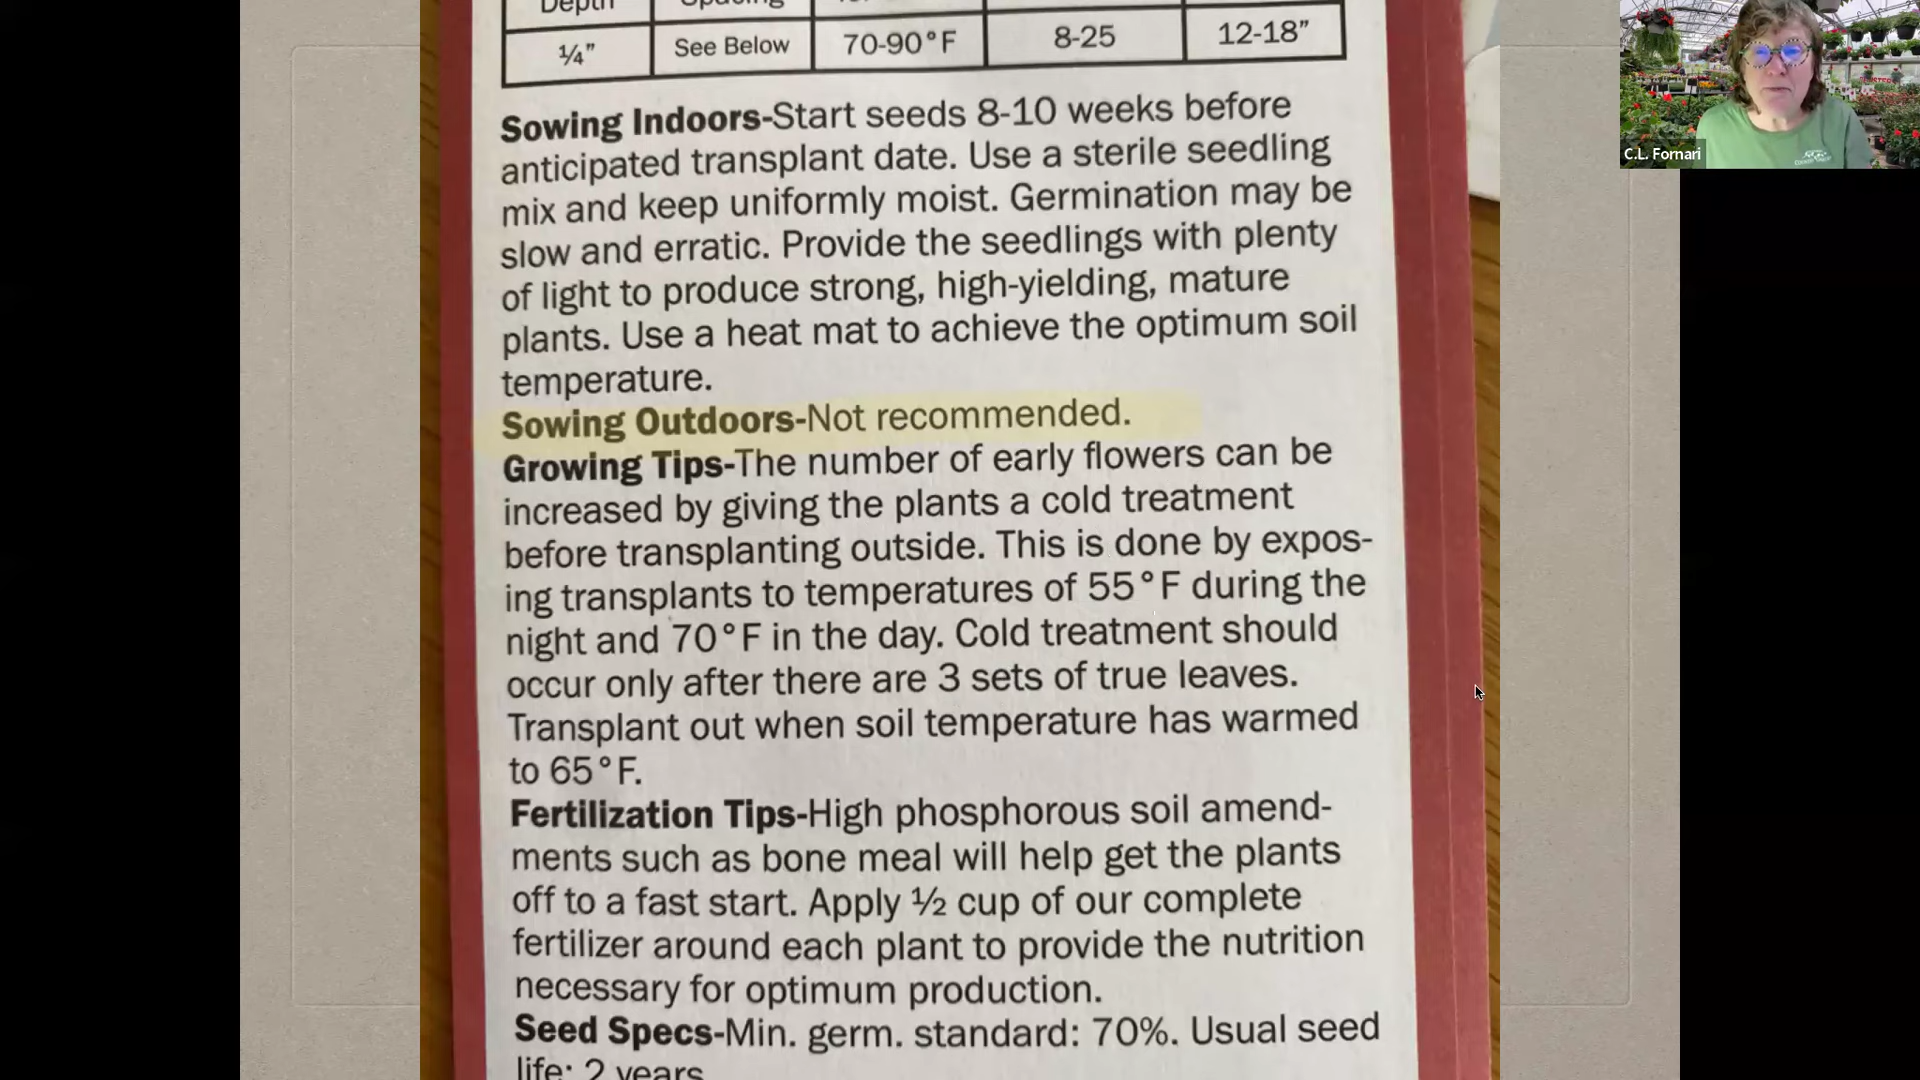 Depth Spacing
¼” See Below 70-90°F 8-25 12-18”
Sowing Indoors-Start seeds 8-10 weeks before
anticipated transplant date. Use a sterile seedling
mix and keep uniformly moist. Germination may be
slow and erratic. Provide the seedlings with plenty
of light to produce strong, high-yielding, mature
plants. Use a heat mat to achieve the optimum soil
temperature.
Sowing Outdoors-Not recommended.
Growing Tips-The number of early flowers can be
increased by giving the plants a cold treatment
before transplanting outside. This is done by expos-
ing transplants to temperatures of 55°F during the
night and 70°F in the day. Cold treatment should
occur only after there are 3 sets of true leaves.
Transplant out when soil temperature has warmed
to 65°F.
Fertilization Tips-High phosphorous soil amend-
ments such as bone meal will help get the plants
off to a fast start. Apply ½ cup of our complete
fertilizer around each plant to provide the nutrition
necessary for optimum production.
Seed Specs-Min. germ. standard: 70%. Usual seed
life: 2 years
C.L. Fornari